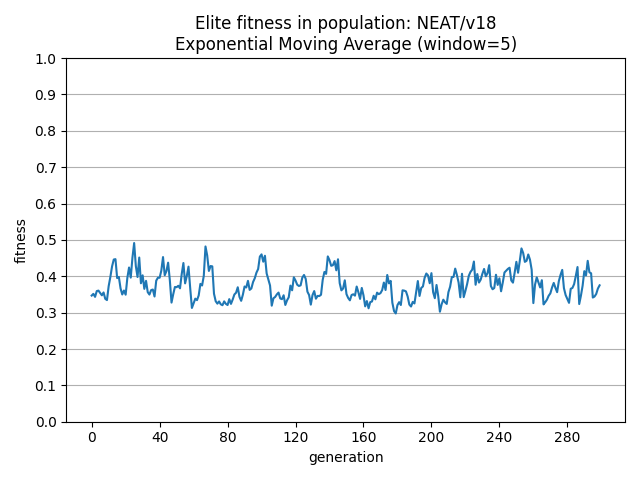 Elite fitness in population: NEAT/v18
Exponential Moving Average (window=5)
1.0
0.9
0.8
0.7
0.6
0.5
0.4
0.3
0.2
0.1
0.0
fitness
0 40 80 120 160 200 240 280
generation